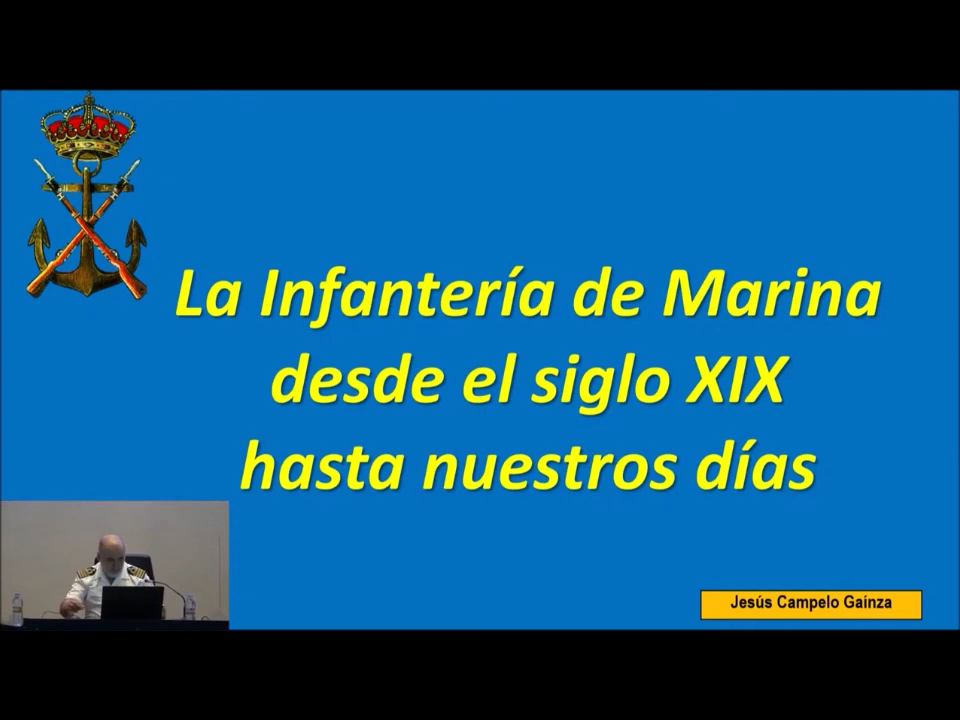 La Infantería de Marina
desde el siglo XIX
hasta nuestros días
Jesús Campelo Gaínza